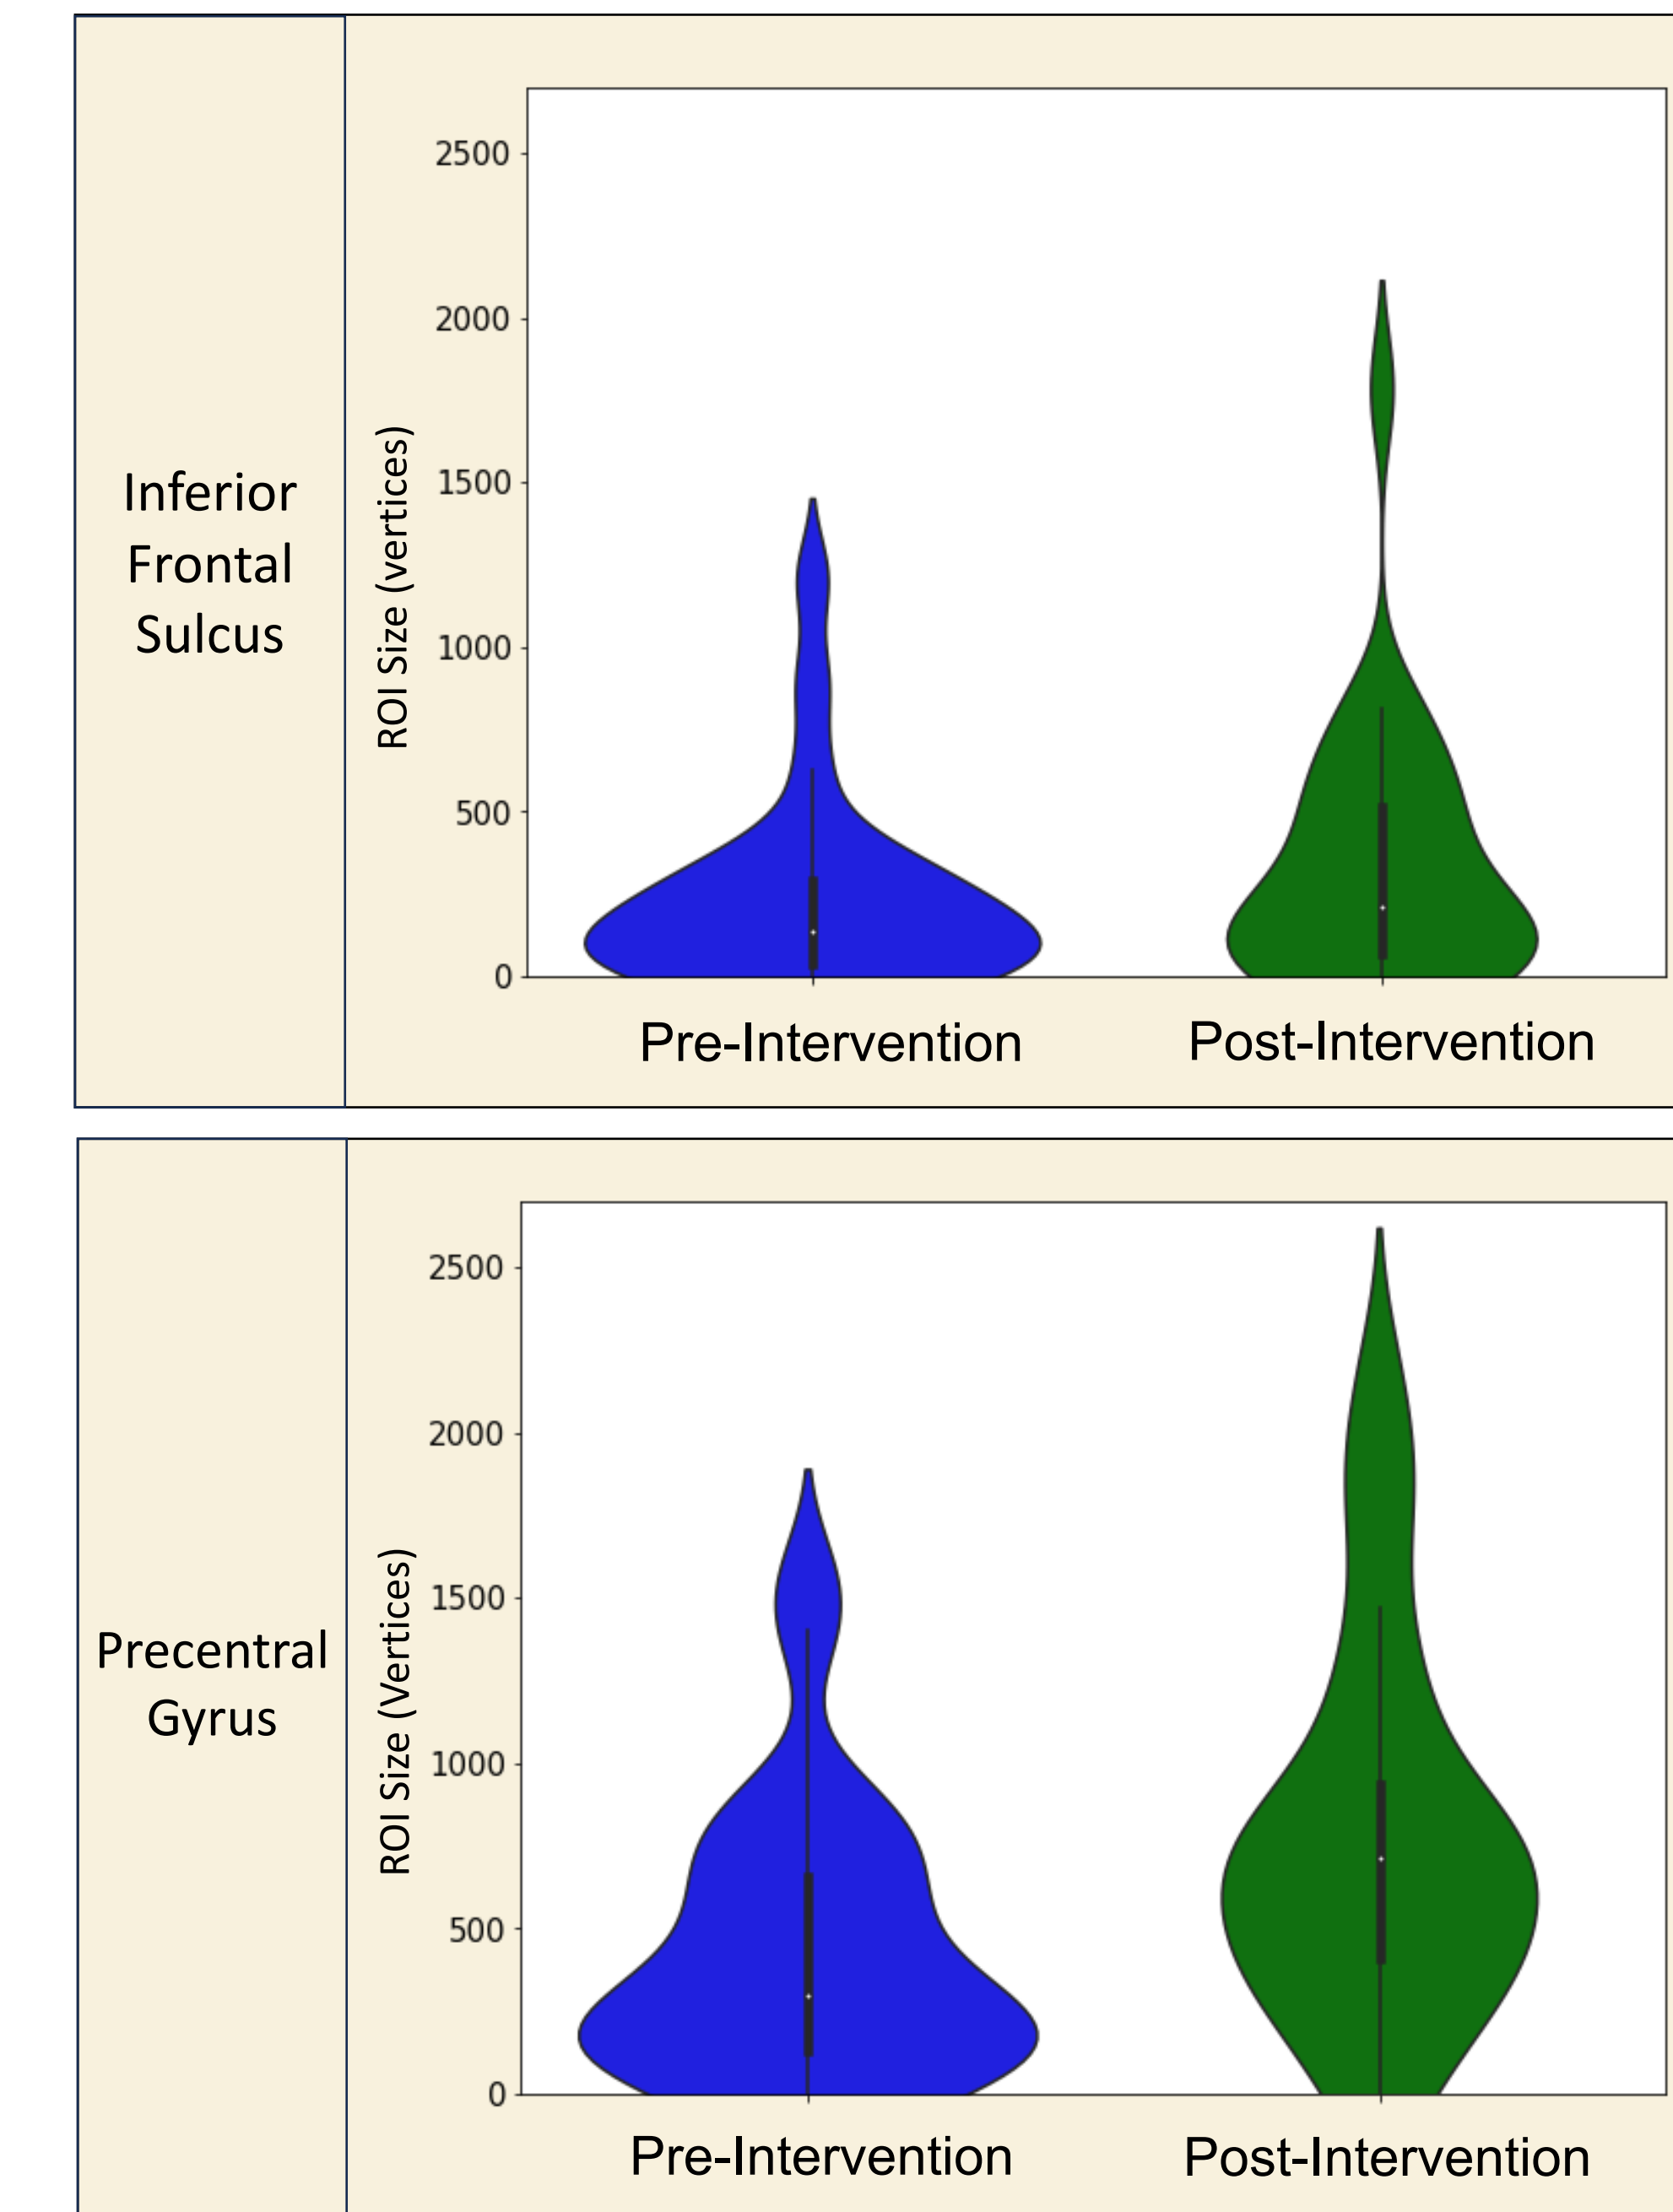 Inferior
Frontal
Sulcus
ROI Size (vertices)
2500
2000
1500
1000
500
0
Pre-Intervention
Post-Intervention
Precentral
Gyrus
ROI Size (Vertices)
2500
2000
1500
1000
500
0
Pre-Intervention
Post-Intervention